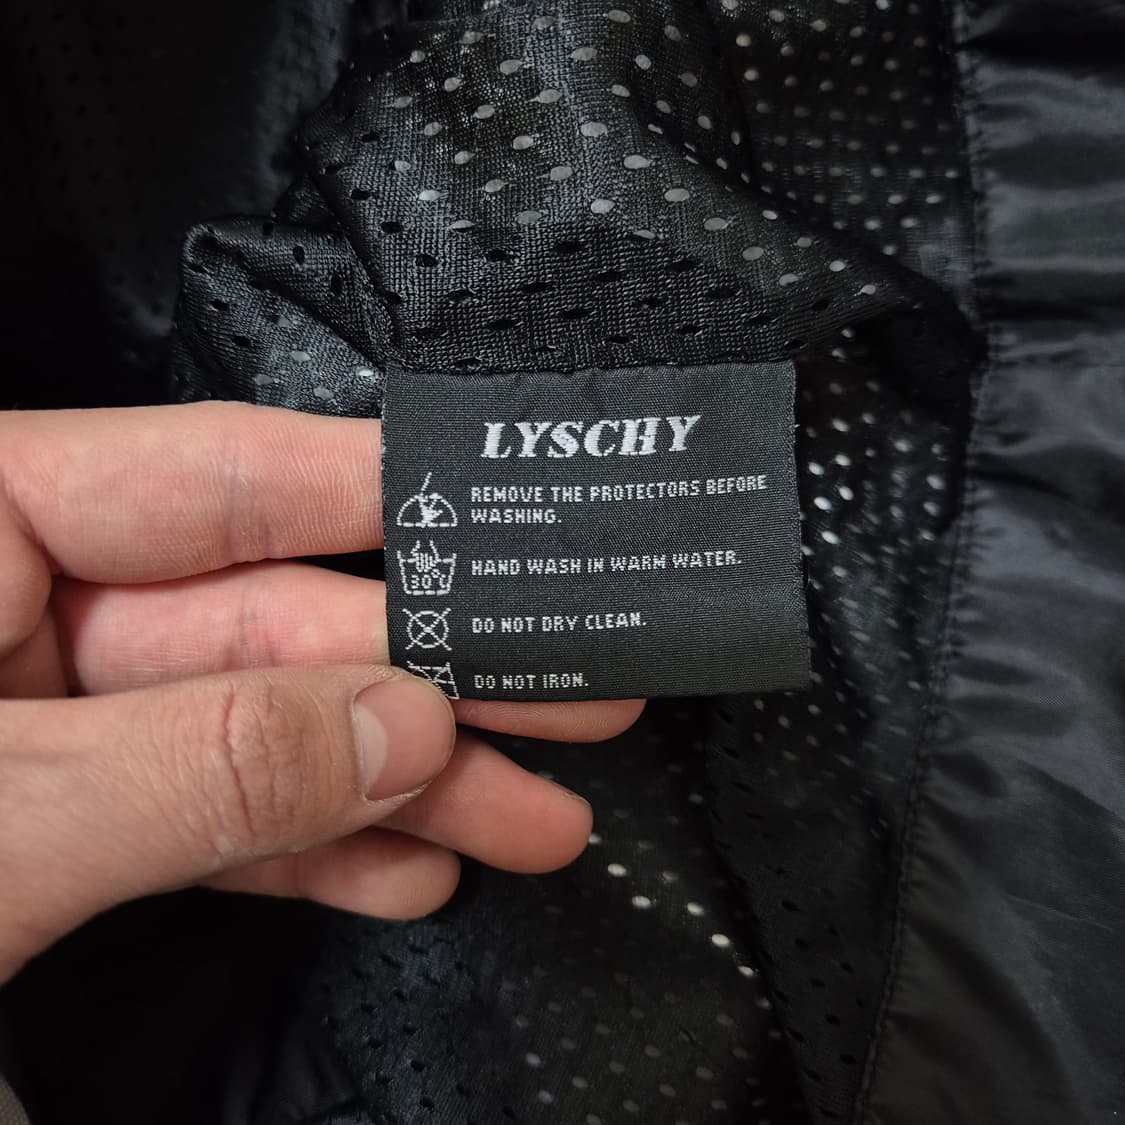 LYSCHY
REMOVE THE PROTECTORS BEFORE
WASHING.
30°
HAND WASH IN WARM WATER.
DO NOT DRY CLEAN.
DO NOT IRON.